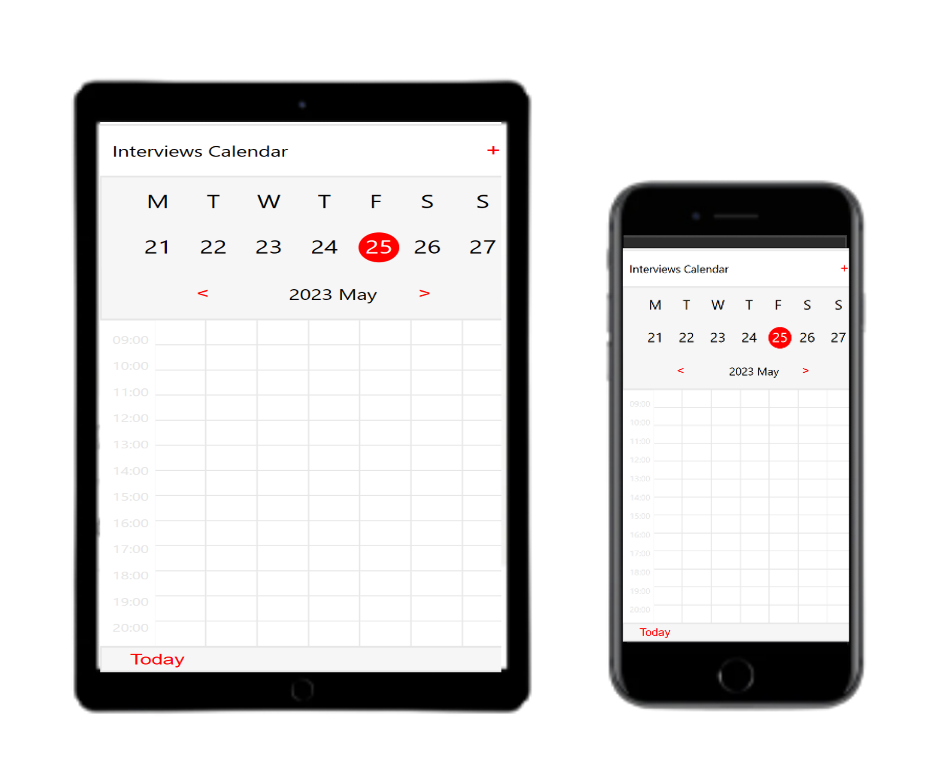 Interviews Calendar +
M T W T F S S
21 22 23 24 25 26 27
< 2023 May >
09:00
10:00
11:00
12:00
13:00
14:00
15:00
16:00
17:00
18:00
19:00
20:00
Today
Interviews Calendar +
M T W T F S S
21 22 23 24 25 26 27
< 2023 May >
09:00
10:00
11:00
12:00
13:00
14:00
15:00
16:00
17:00
18:00
19:00
20:00
Today